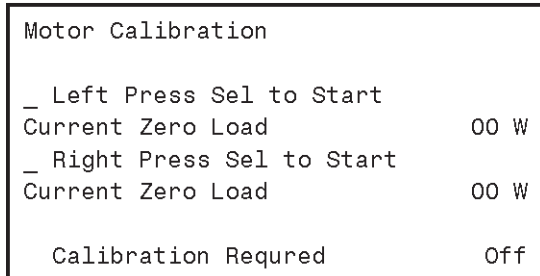 Motor Calibration
_ Left Press Sel to Start
Current Zero Load 00 W
_ Right Press Sel to Start
Current Zero Load 00 W
Calibration Requred Off